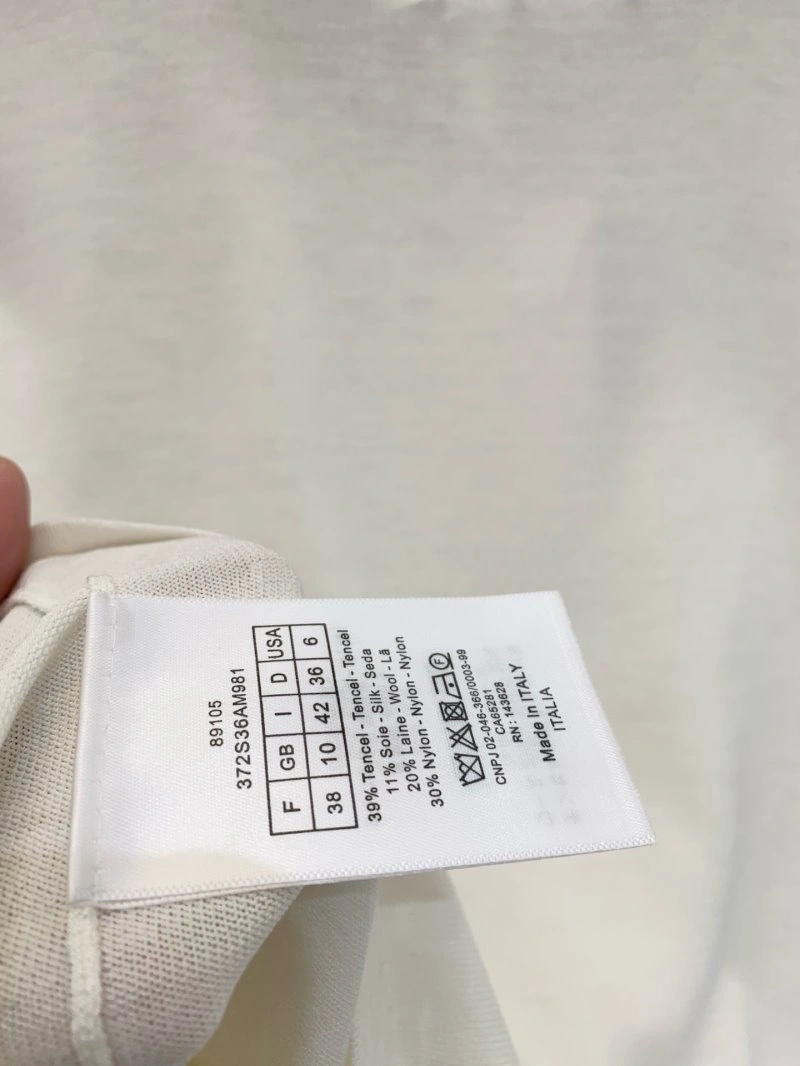 89105
372S36AM981
F GB I D USA
38 10 42 36 6
39% Tencel - Tencel - Tencel
11% Soie - Silk - Seda
20% Laine - Wool - Lã
30% Nylon - Nylon - Nylon
F
CNPJ 02-046-366/0003-99
CA65281
RN: 143628
Made In ITALY
ITALIA